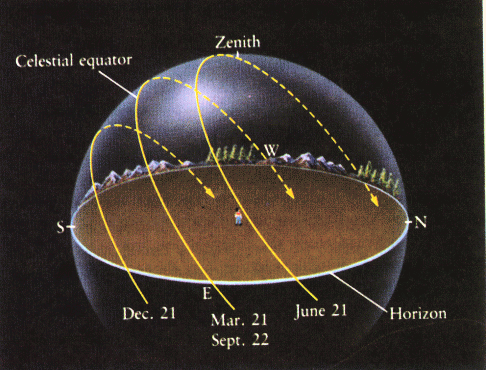 Zenith
Celestial equator
W
S
N
E
Dec. 21
Mar. 21
Sept. 22
June 21
Horizon